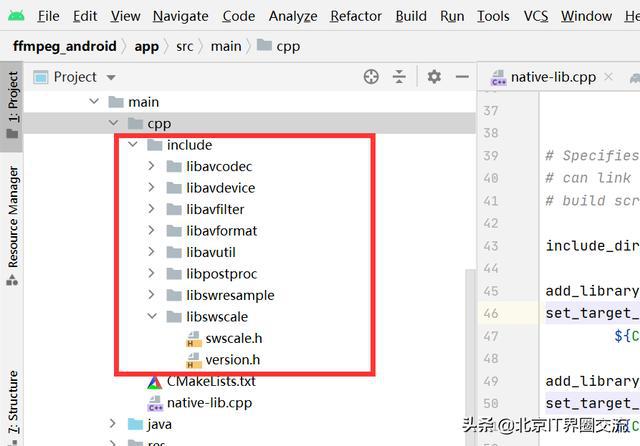 File Edit View Navigate Code Analyze Refactor Build Run Tools VCS Window Help
ffmpeg_android app src main cpp
1: Project
Resource Manager
7: Structure
Project
main
cpp
include
libavcodec
libavdevice
libavfilter
libavformat
libavutil
libpostproc
libswresample
libswscale
swscale.h
version.h
CMakeLists.txt
native-lib.cpp
java
res
native-lib.cpp
37
38
39 # Specifies
40 # can link
41 # build scr
42
43 include_dir
44
45 add_library
46 set_target_
47 ${C
48
49 add_library
50 set_target_
${C
头条 @北京IT界圈交流